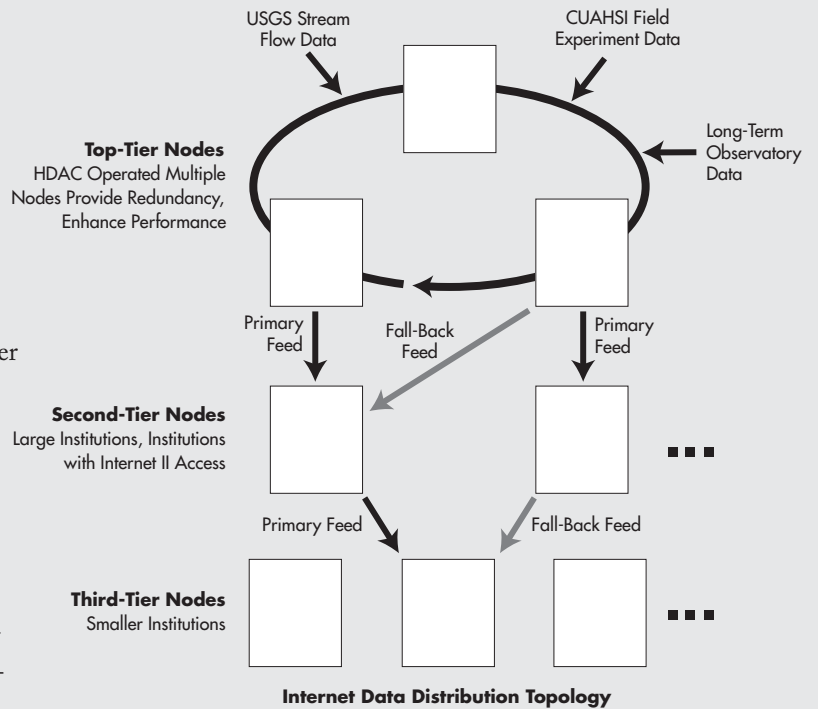 USGS Stream
Flow Data
CUAHSI Field
Experiment Data
Long-Term
Observatory
Data
Top-Tier Nodes
HDAC Operated Multiple
Nodes Provide Redundancy,
Enhance Performance
Primary
Feed
Fall-Back
Feed
Primary
Feed
er
Second-Tier Nodes
Large Institutions, Institutions
with Internet II Access
Primary Feed
Fall-Back Feed
Third-Tier Nodes
Smaller Institutions
Internet Data Distribution Topology